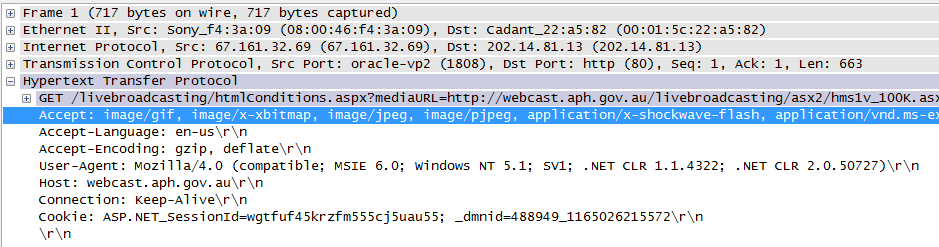 Frame 1 (717 bytes on wire, 717 bytes captured)
Ethernet II, Src: Sony_f4:3a:09 (08:00:46:f4:3a:09), Dst: Cadant_22:a5:82 (00:01:5c:22:a5:82)
Internet Protocol, Src: 67.161.32.69 (67.161.32.69), Dst: 202.14.81.13 (202.14.81.13)
Transmission Control Protocol, Src Port: oracle-vp2 (1808), Dst Port: http (80), Seq: 1, Ack: 1, Len: 663
Hypertext Transfer Protocol
GET /livebroadcasting/htmlConditions.aspx?mediaURL=http://webcast.aph.gov.au/livebroadcasting/asx2/hms1v_100K.asx
Accept: image/gif, image/x-xbitmap, image/jpeg, image/pjpeg, application/x-shockwave-flash, application/vnd.ms-ex
Accept-Language: en-us\r\n
Accept-Encoding: gzip, deflate\r\n
User-Agent: Mozilla/4.0 (compatible; MSIE 6.0; Windows NT 5.1; SV1; .NET CLR 1.1.4322; .NET CLR 2.0.50727)\r\n
Host: webcast.aph.gov.au\r\n
Connection: Keep-Alive\r\n
Cookie: ASP.NET_SessionId=wgtfuf45krzfm555cj5uau55; _dmnid=488949_1165026215572\r\n
\r\n